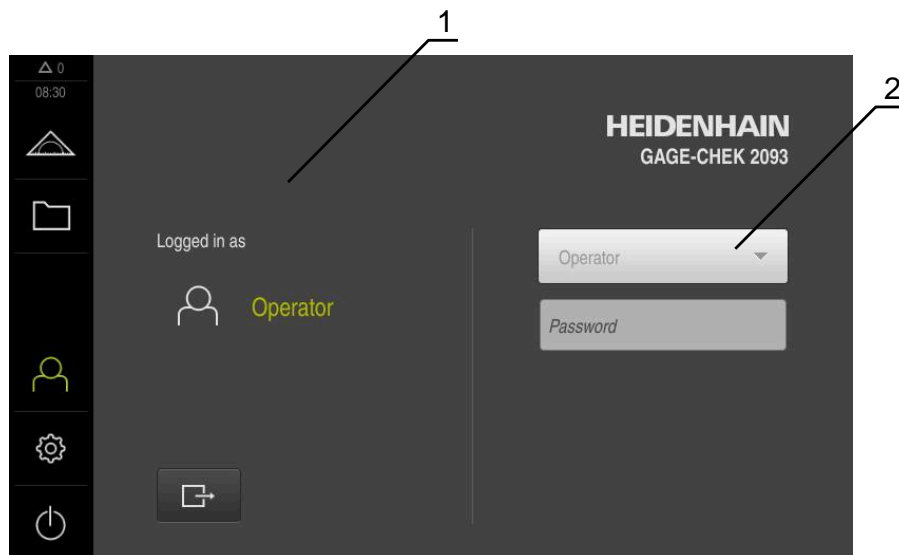 1
2
0
08:30
HEIDENHAIN
GAGE-CHEK 2093
Logged in as
Operator
Operator
Password